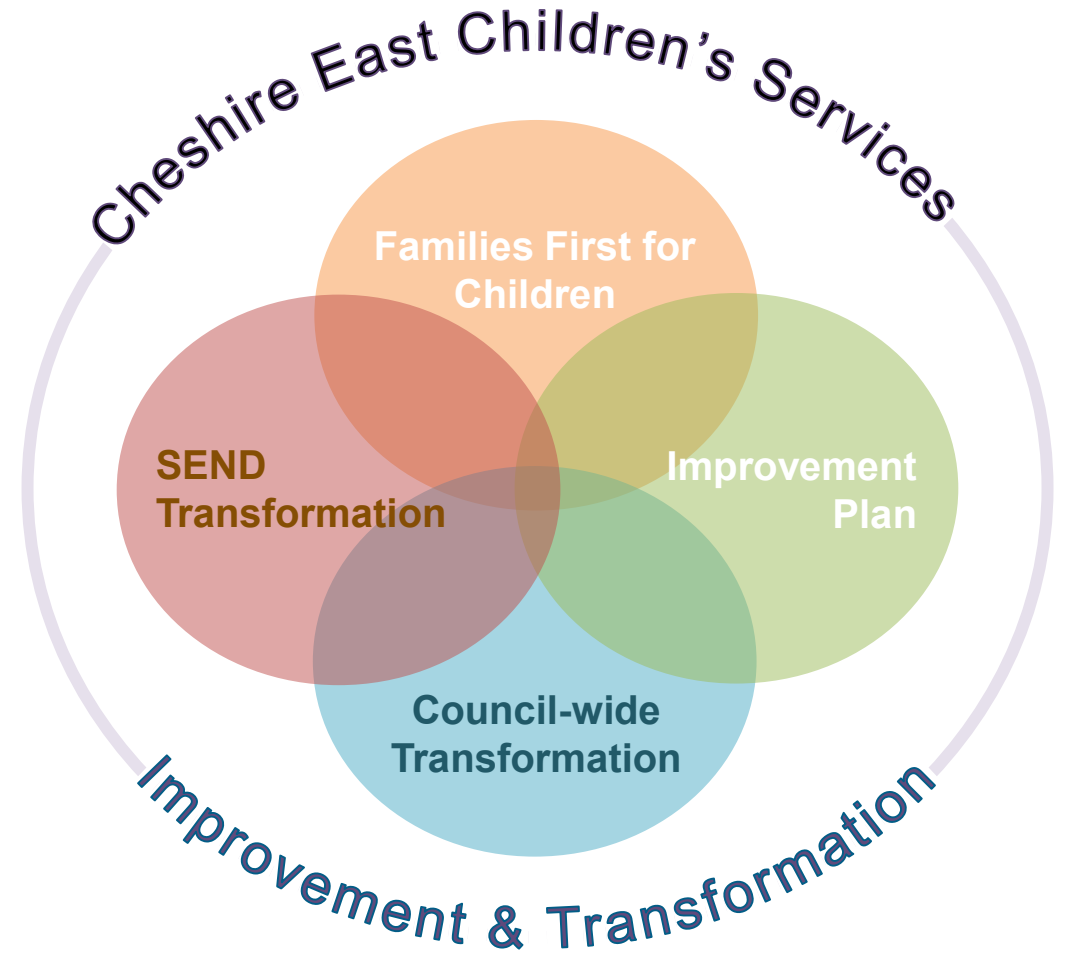 Cheshire East Children’s Services
Families First for
Children
SEND
Transformation
Improvement
Plan
Council-wide
Transformation
Improvement & Transformation